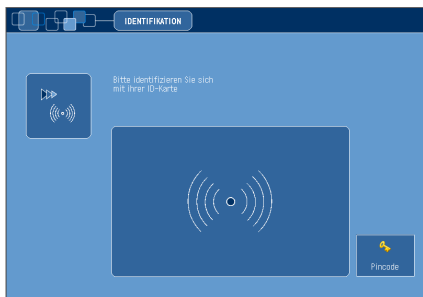 IDENTIFIKATION
Bitte identifizieren Sie sich
mit ihrer ID-Karte
Pincode